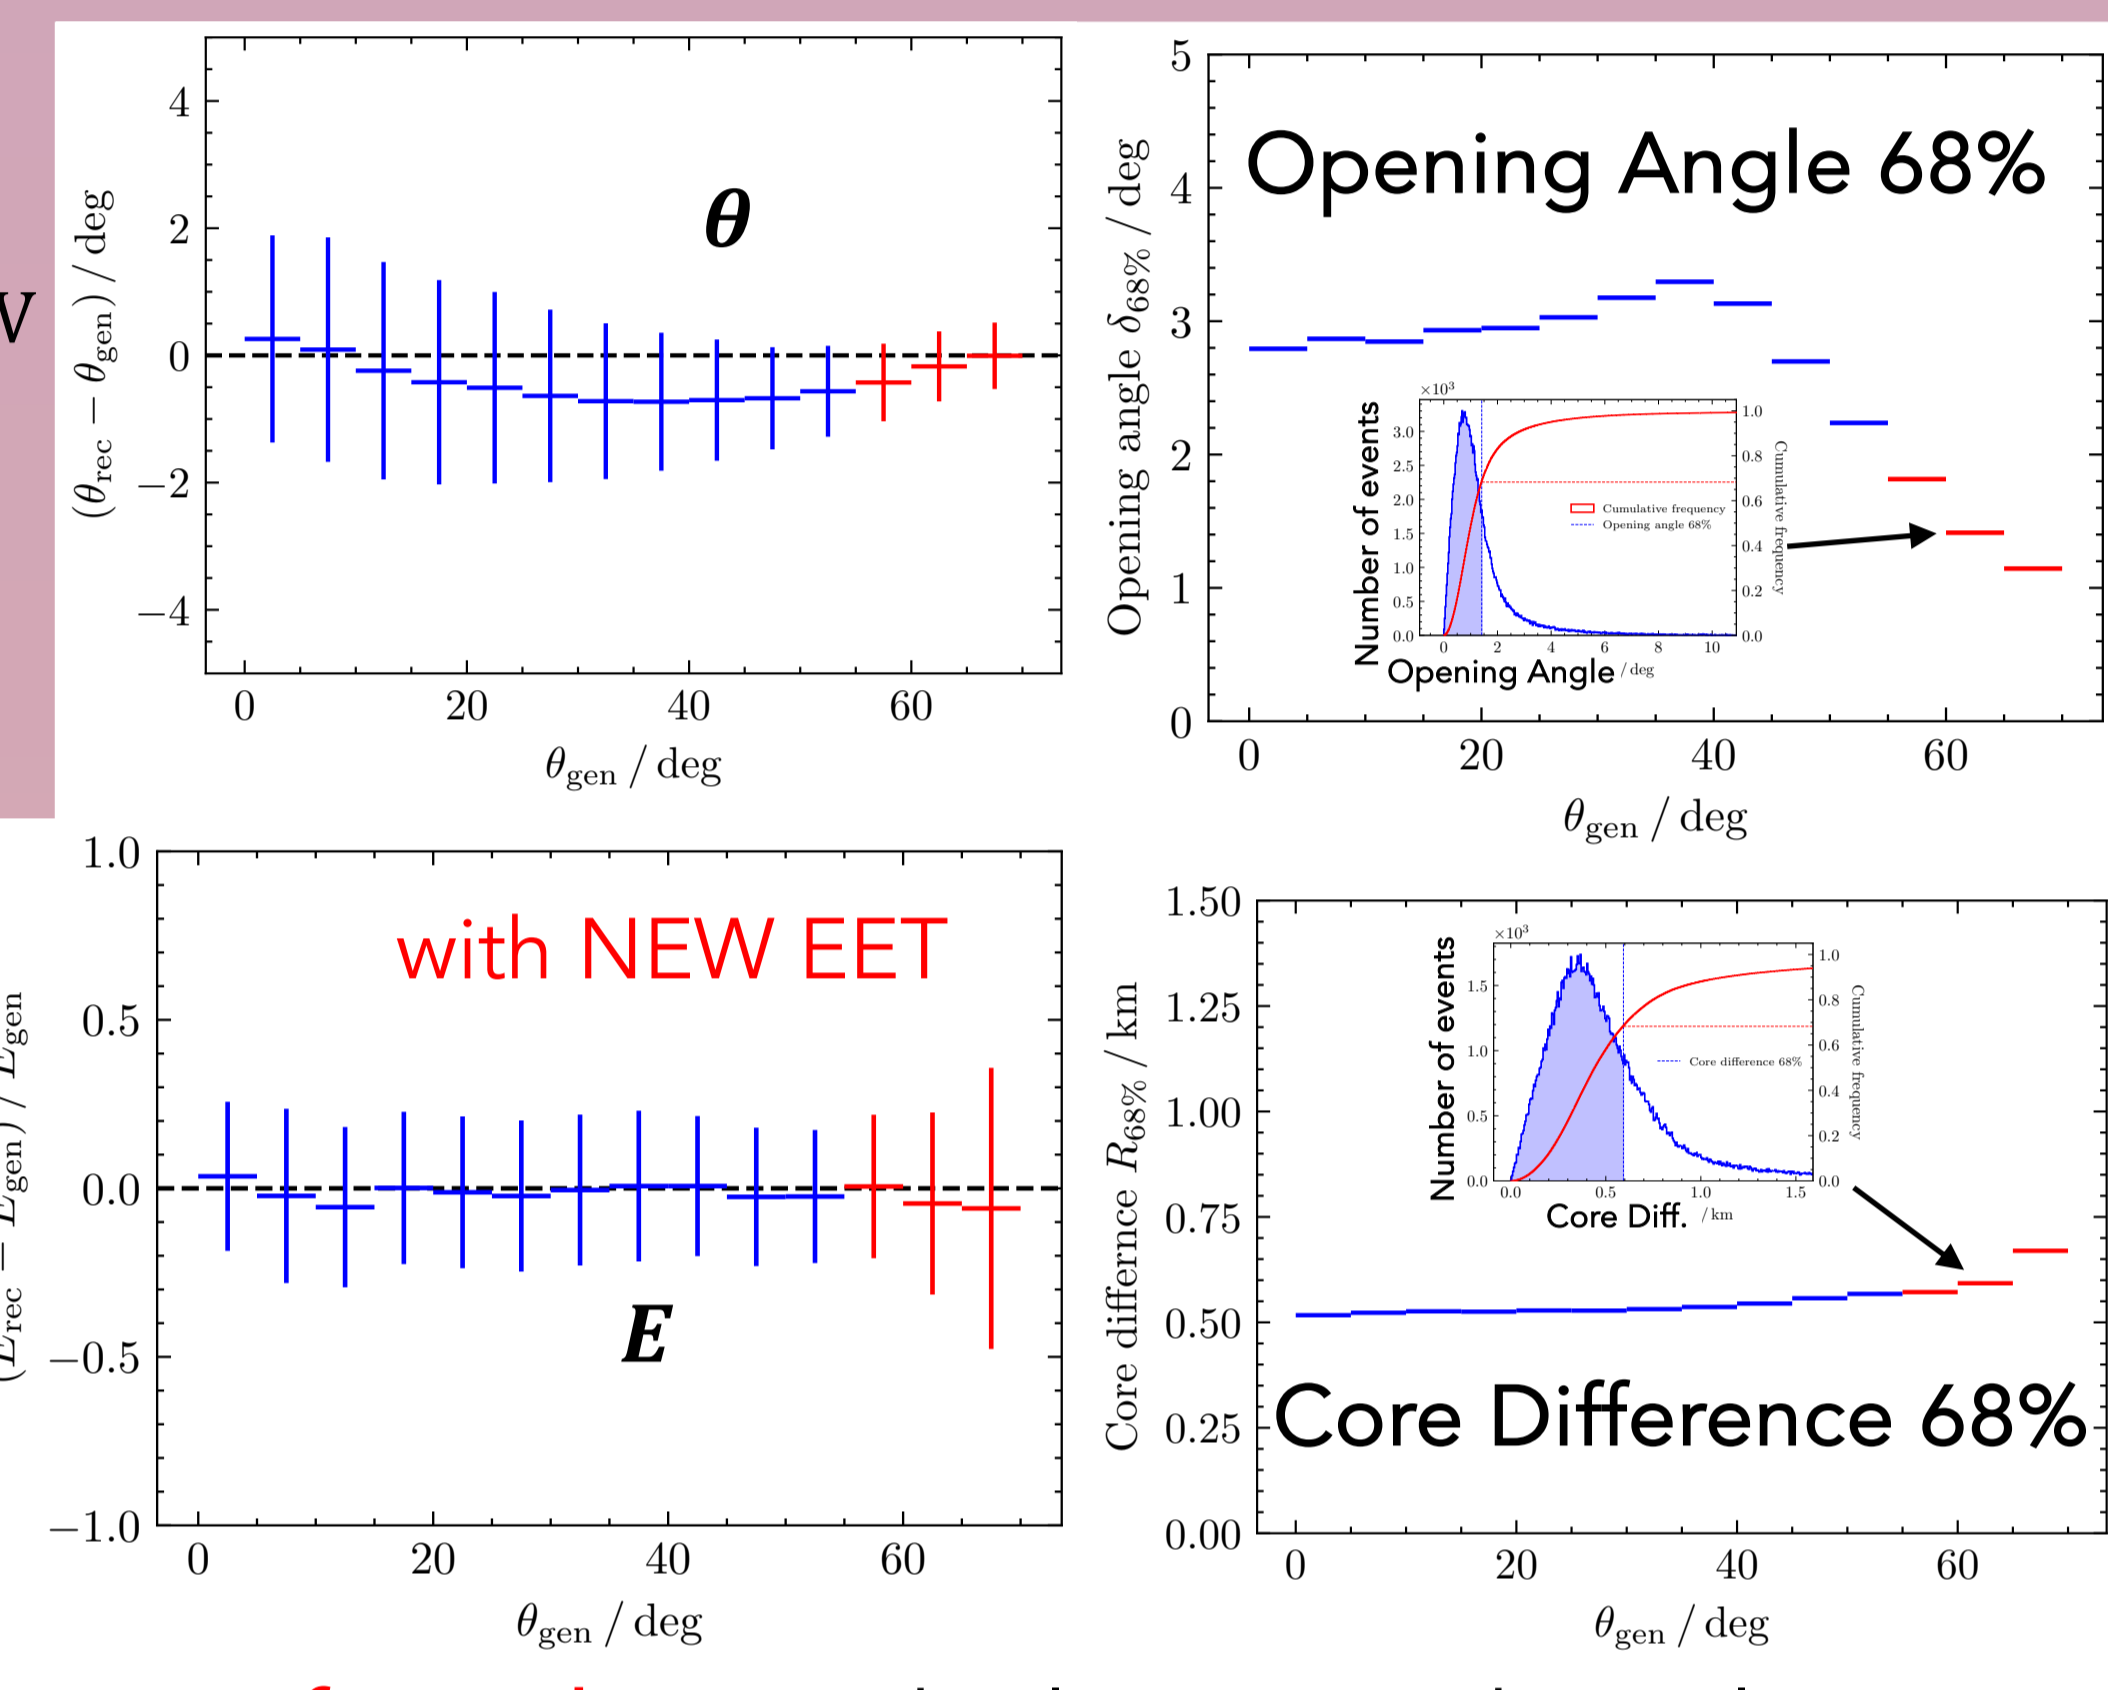 V
4
2
0
−2
−4
(θrec − θgen) / deg
θ
0 20 40 60
θgen / deg
5
4
3
2
1
0
Opening angle δ68% / deg
Opening Angle 68%
×10³
3.0
2.5
2.0
1.5
1.0
0.5
0.0
Number of events
1.0
0.8
0.6
0.4
0.2
0.0
Cumulative frequency
Cumulative frequency
Opening angle 68%
0 2 4 6 8 10
Opening Angle / deg
0 20 40 60
θgen / deg
1.0
0.5
0.0
−0.5
−1.0
(Erec − Egen) / Egen
with NEW EET
E
0 20 40 60
θgen / deg
1.50
1.25
1.00
0.75
0.50
0.25
0.00
Core differnce R68% / km
×10³
1.5
1.0
0.5
0.0
Number of events
1.0
0.8
0.6
0.4
0.2
0.0
Cumulative frequency
Core difference 68%
0.0 0.5 1.0 1.5
Core Diff. / km
Core Difference 68%
0 20 40 60
θgen / deg